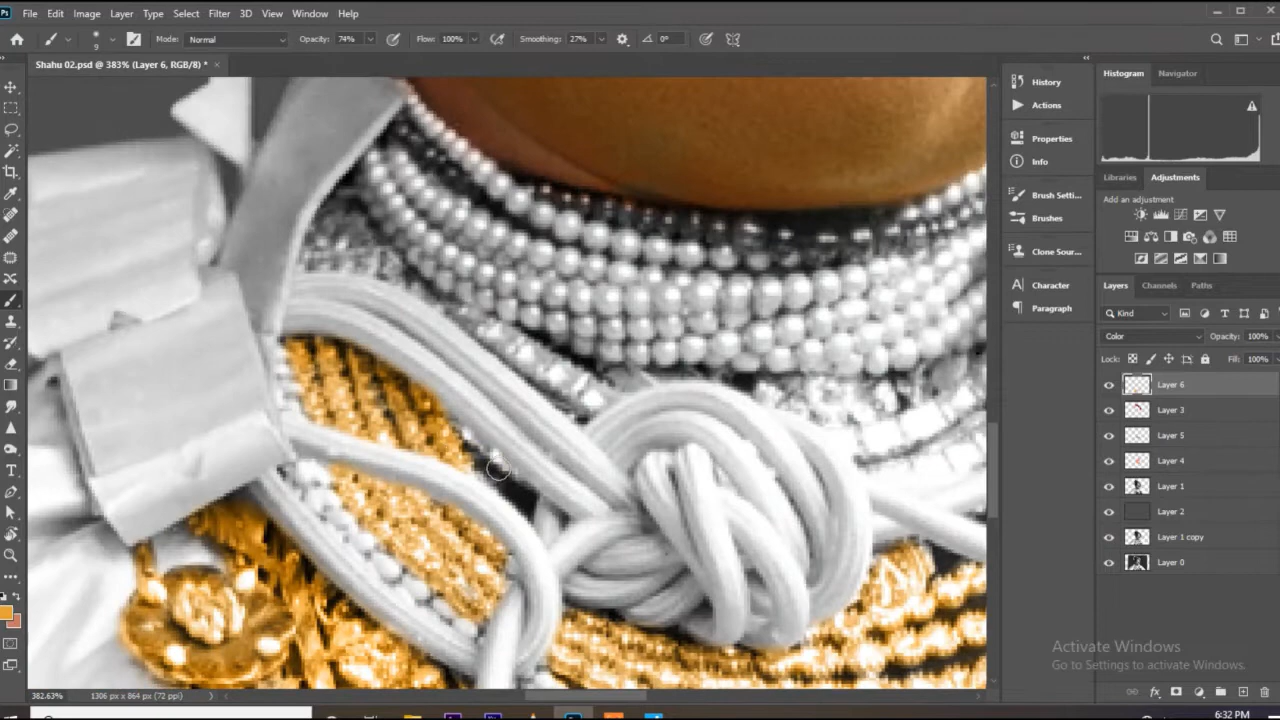 Ps File Edit Image Layer Type Select Filter 3D View Window Help
9 Mode: Normal Opacity: 74% Flow: 100% Smoothing: 27% 0°
Shahu 02.psd @ 383% (Layer 6, RGB/8) * ×
History
Actions
Properties
Info
Brush Setti...
Brushes
Clone Sour...
Character
Paragraph
Histogram Navigator
Libraries Adjustments
Add an adjustment
Layers Channels Paths
Kind
Color Opacity: 100%
Lock: Fill: 100%
Layer 6
Layer 3
Layer 5
Layer 4
Layer 1
Layer 2
Layer 1 copy
Layer 0
Activate Windows
Go to Settings to activate Windows.
382.63% 1306 px x 864 px (72 ppi)
6:32 PM